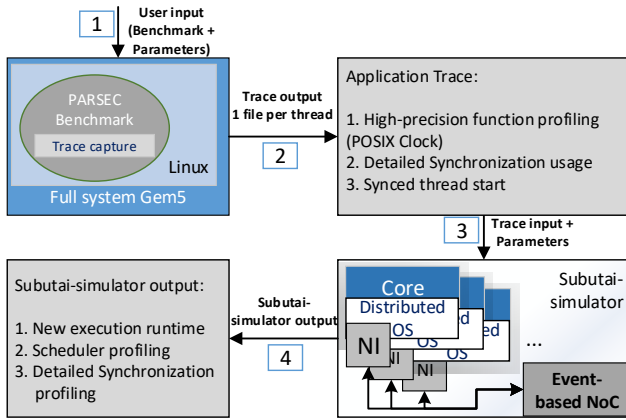 1
User input
(Benchmark +
Parameters)
PARSEC
Benchmark
Trace capture
Linux
Full system Gem5
Trace output
1 file per thread
2
Application Trace:
1. High-precision function profiling
(POSIX Clock)
2. Detailed Synchronization usage
3. Synced thread start
3
Trace input +
Parameters
Subutai-simulator output:
1. New execution runtime
2. Scheduler profiling
3. Detailed Synchronization
profiling
Subutai-
simulator output
4
Core
Distributed
OS
NI
OS
NI
OS
NI
...
Subutai-
simulator
Event-
based NoC